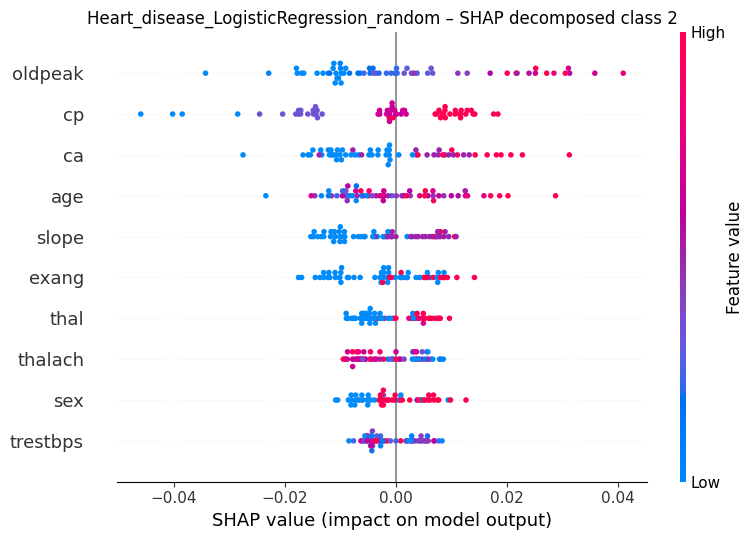 Heart_disease_LogisticRegression_random – SHAP decomposed class 2
High
oldpeak
cp
ca
age
slope
exang
thal
thalach
sex
trestbps
Feature value
Low
−0.04
−0.02
0.00
0.02
0.04
SHAP value (impact on model output)